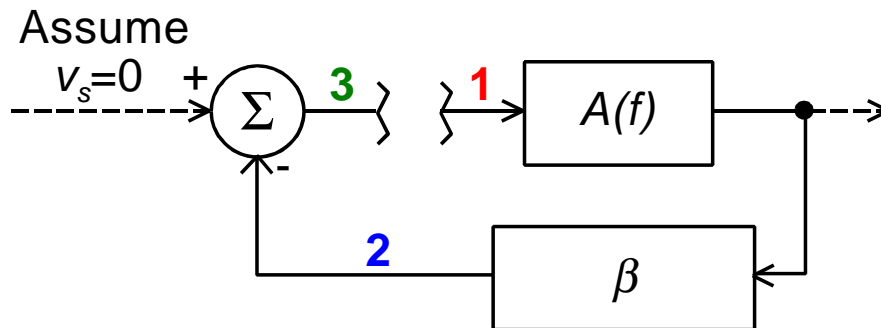 Assume
vₛ=0
+
Σ
3
1
A(f)
-
2
β